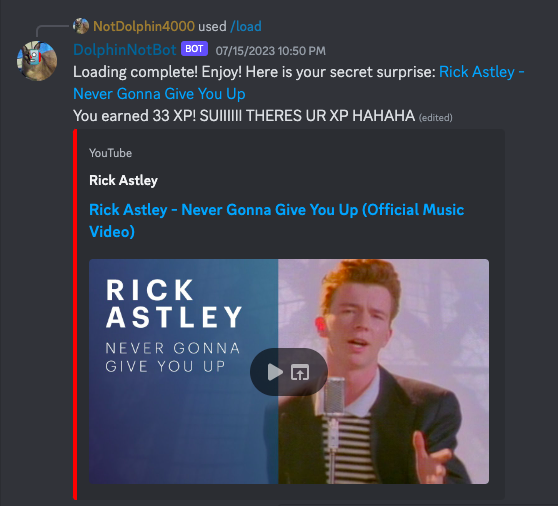 NotDolphin4000 used /load
DolphinNotBot BOT 07/15/2023 10:50 PM
Loading complete! Enjoy! Here is your secret surprise: Rick Astley -
Never Gonna Give You Up
You earned 33 XP! SUIIIIII THERES UR XP HAHAHA (edited)
YouTube
Rick Astley
Rick Astley - Never Gonna Give You Up (Official Music
Video)
RICK
ASTLEY
NEVER GONNA
GIVE YOU UP